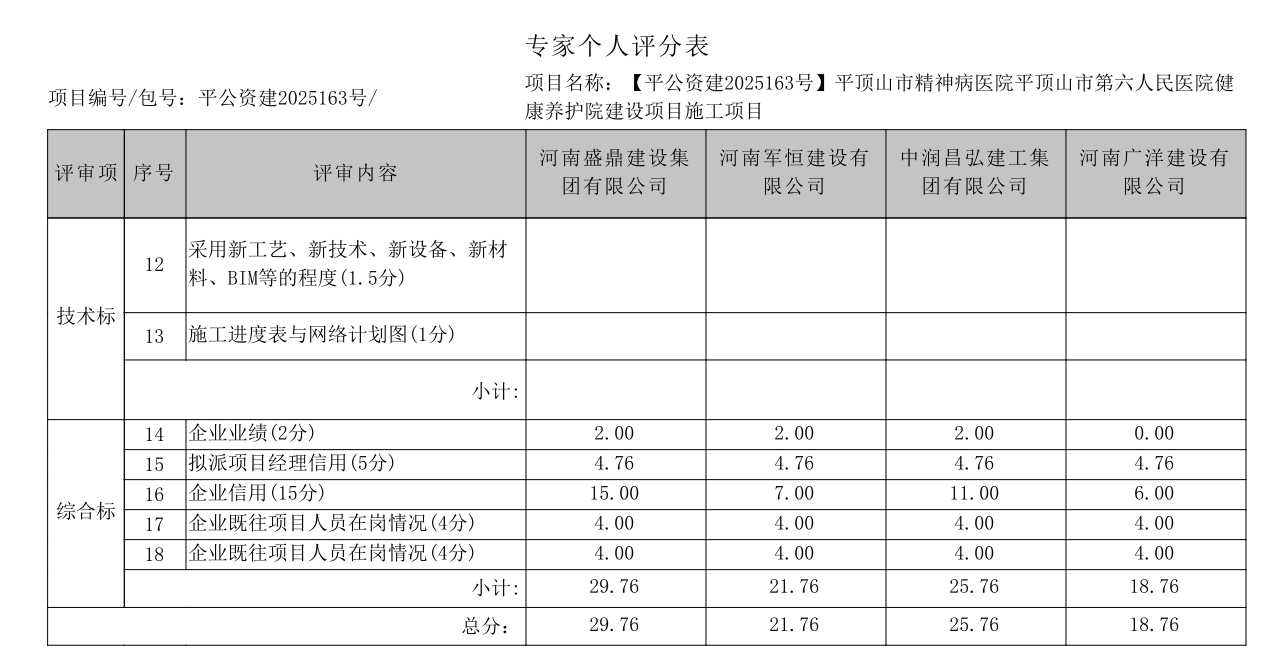 专家个人评分表
项目编号/包号：平公资建2025163号/
项目名称：【平公资建2025163号】平顶山市精神病医院平顶山市第六人民医院健
康养护院建设项目施工项目
评审项 序号 评审内容 河南盛鼎建设集团有限公司 河南军恒建设有限公司 中润昌弘建工集团有限公司 河南广洋建设有限公司
技术标
12 采用新工艺、新技术、新设备、新材
料、BIM等的程度(1.5分)
13 施工进度表与网络计划图(1分)
小计:
综合标
14 企业业绩(2分) 2.00 2.00 2.00 0.00
15 拟派项目经理信用(5分) 4.76 4.76 4.76 4.76
16 企业信用(15分) 15.00 7.00 11.00 6.00
17 企业既往项目人员在岗情况(4分) 4.00 4.00 4.00 4.00
18 企业既往项目人员在岗情况(4分) 4.00 4.00 4.00 4.00
小计: 29.76 21.76 25.76 18.76
总分: 29.76 21.76 25.76 18.76